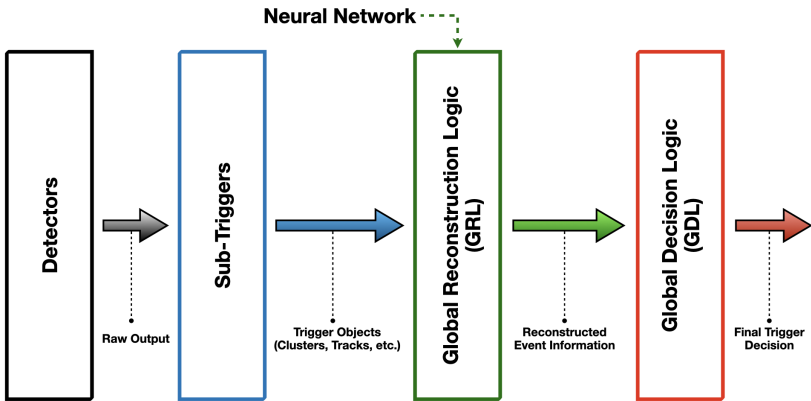 Neural Network
Detectors
Raw Output
Sub-Triggers
Trigger Objects
(Clusters, Tracks, etc.)
Global Reconstruction Logic
(GRL)
Reconstructed
Event Information
Global Decision Logic
(GDL)
Final Trigger
Decision